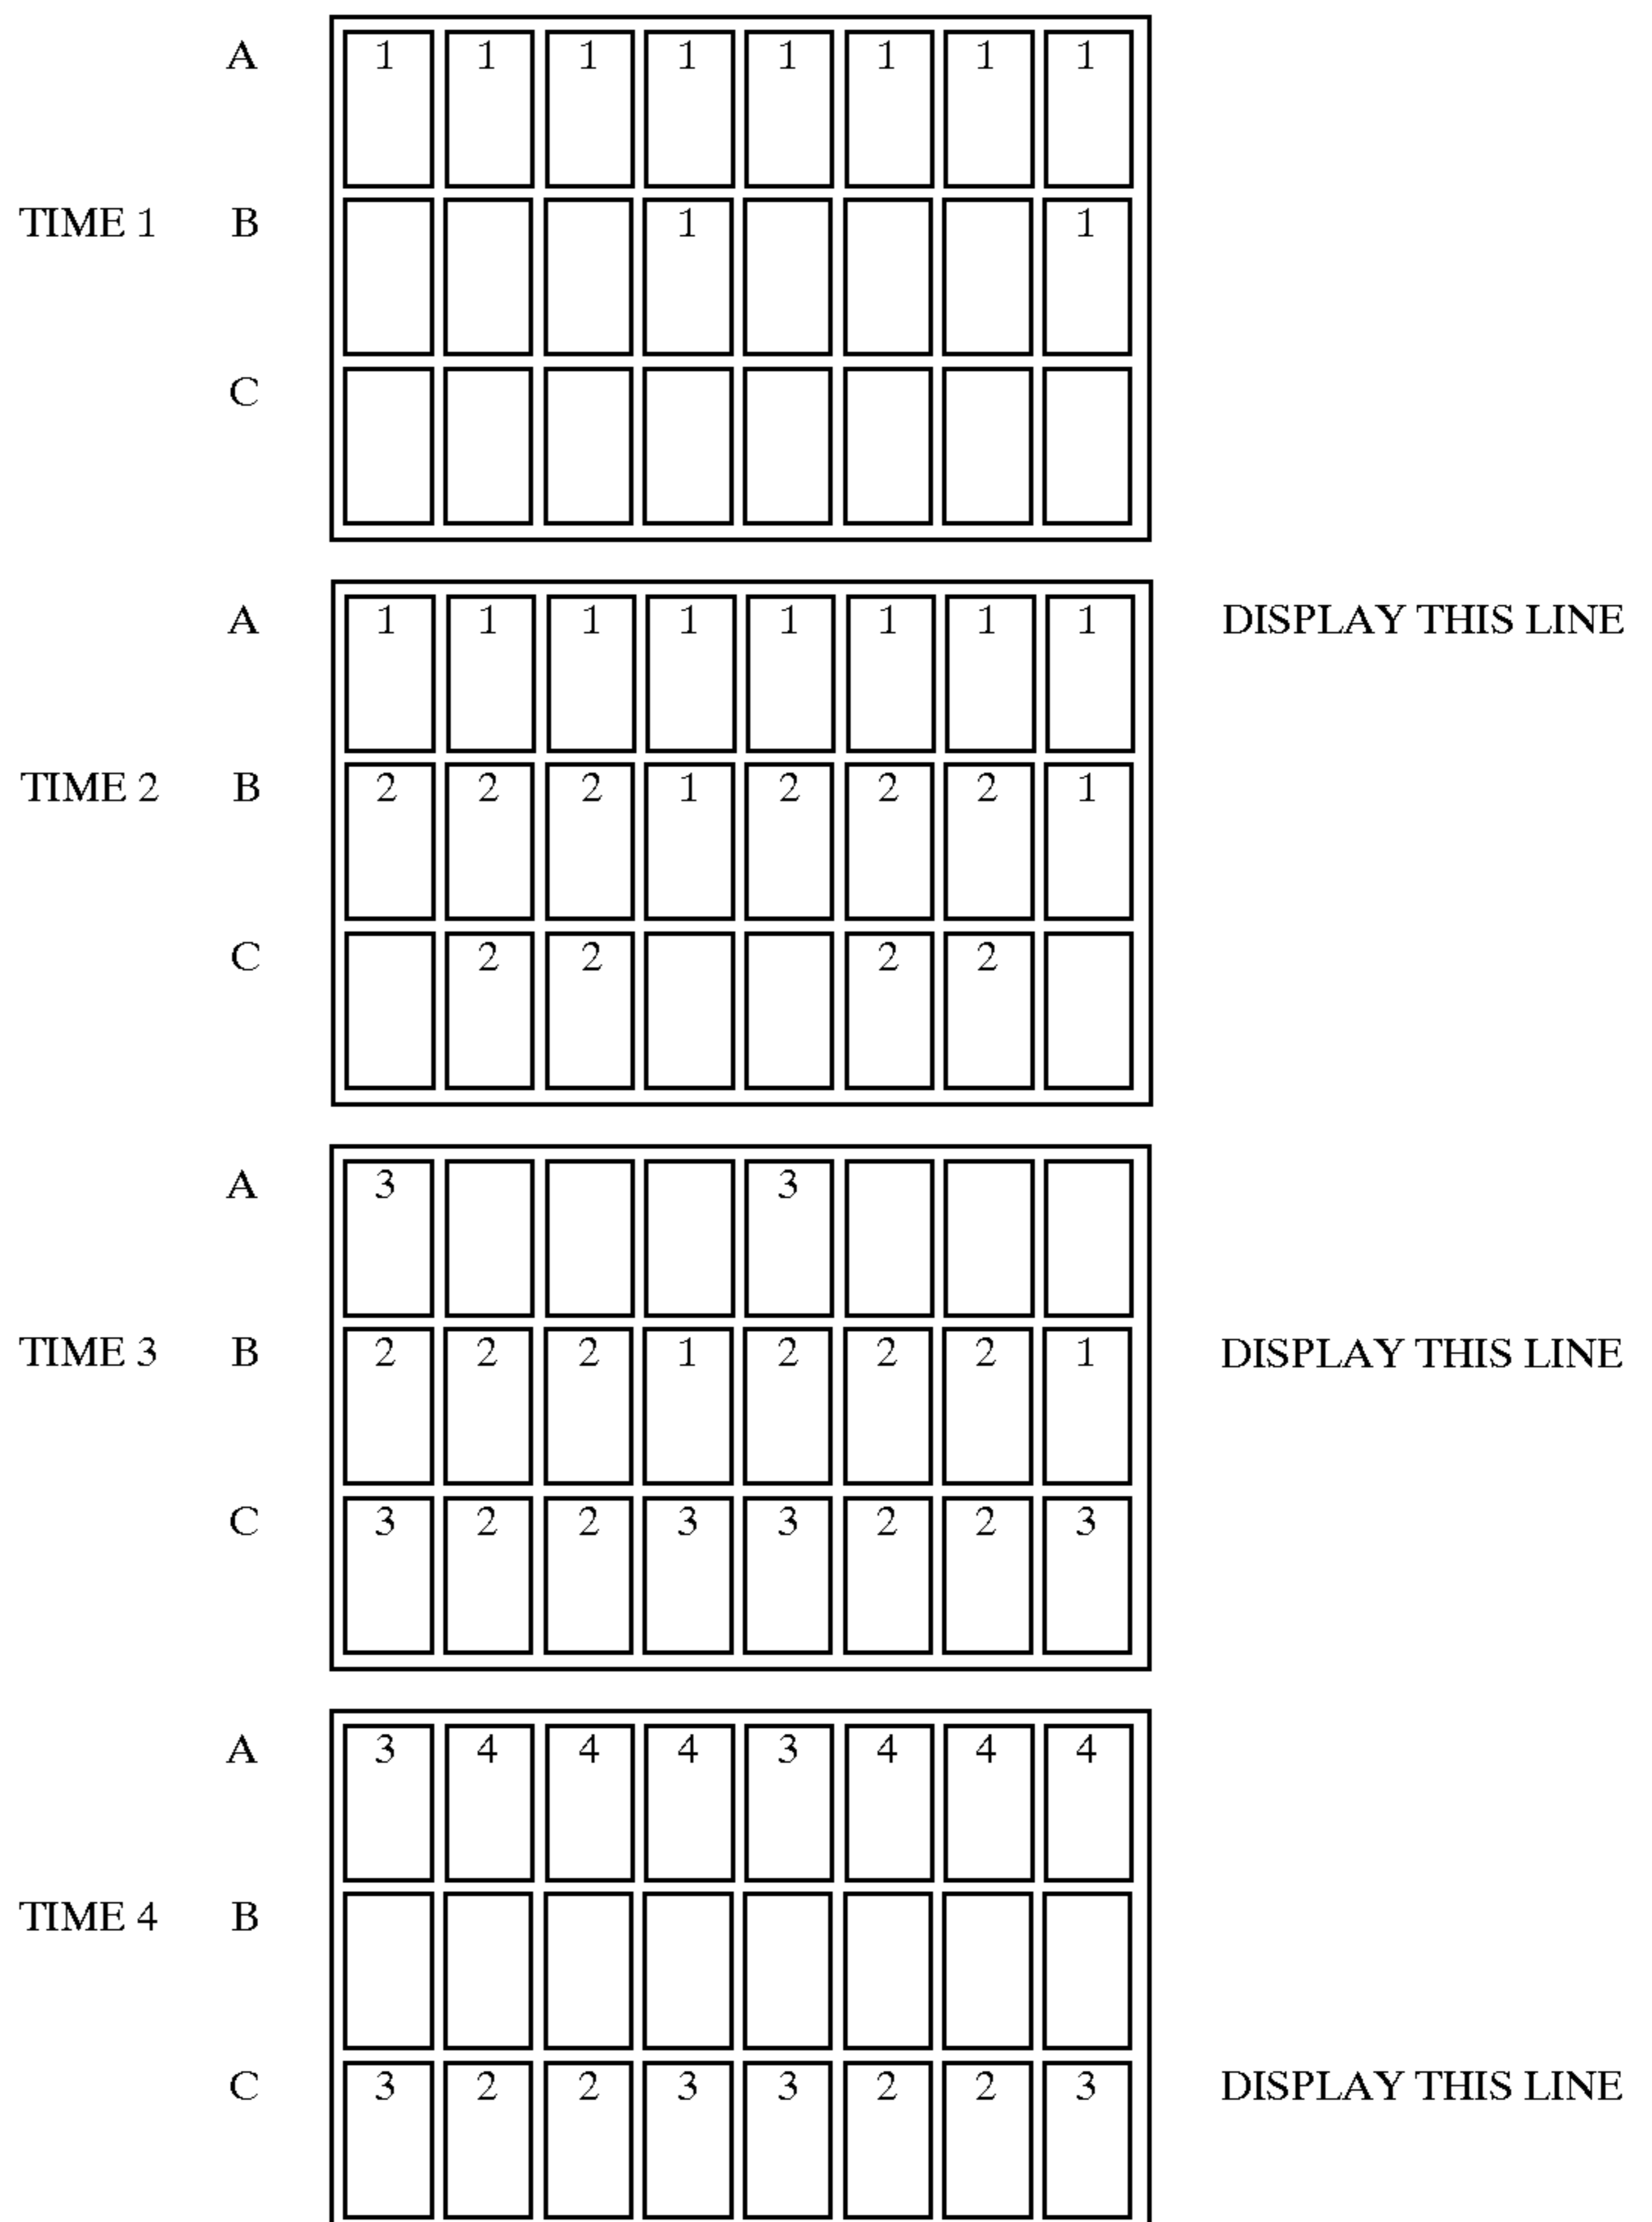 A 1 1 1 1 1 1 1 1
TIME 1 B 1 1
C
A 1 1 1 1 1 1 1 1 DISPLAY THIS LINE
TIME 2 B 2 2 2 1 2 2 2 1
C 2 2 2 2
A 3 3
TIME 3 B 2 2 2 1 2 2 2 1 DISPLAY THIS LINE
C 3 2 2 3 3 2 2 3
A 3 4 4 4 3 4 4 4
TIME 4 B
C 3 2 2 3 3 2 2 3 DISPLAY THIS LINE